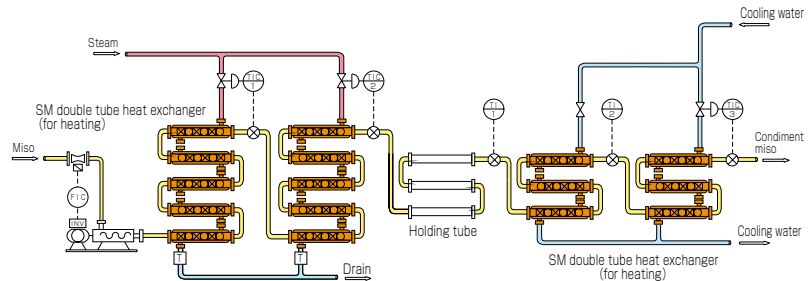 Cooling water
Steam
TIC
1
TIC
2
SM double tube heat exchanger
(for heating)
TI
1
TI
2
TIC
3
Miso
Condiment
miso
FIC
INV
Holding tube
T
T
Drain
Cooling water
SM double tube heat exchanger
(for heating)